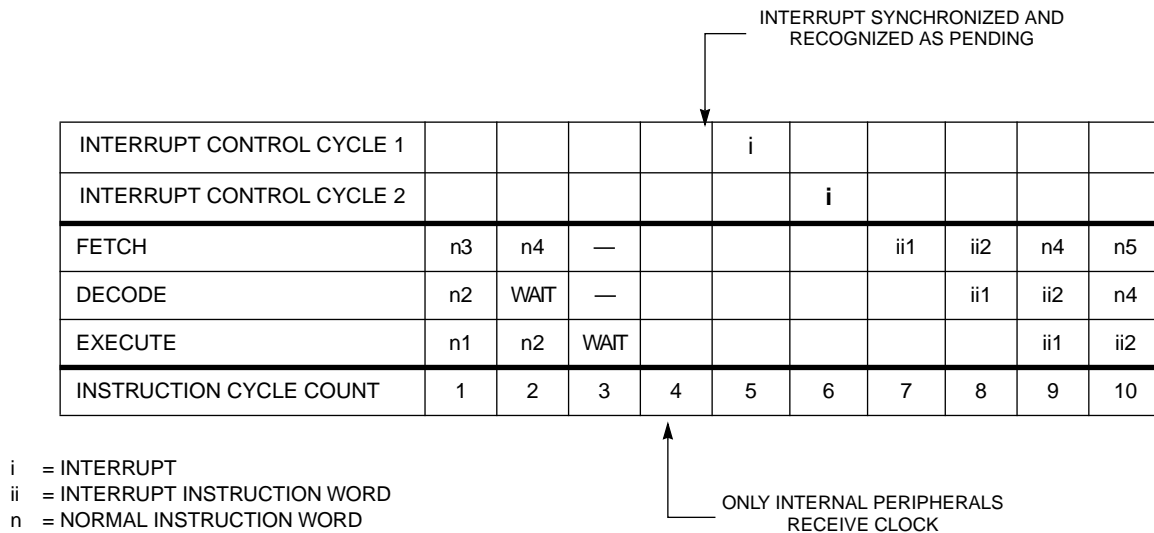 INTERRUPT SYNCHRONIZED AND
RECOGNIZED AS PENDING
INTERRUPT CONTROL CYCLE 1 i
INTERRUPT CONTROL CYCLE 2 i
FETCH n3 n4 — ii1 ii2 n4 n5
DECODE n2 WAIT — ii1 ii2 n4
EXECUTE n1 n2 WAIT ii1 ii2
INSTRUCTION CYCLE COUNT 1 2 3 4 5 6 7 8 9 10
i = INTERRUPT
ii = INTERRUPT INSTRUCTION WORD
n = NORMAL INSTRUCTION WORD
ONLY INTERNAL PERIPHERALS
RECEIVE CLOCK